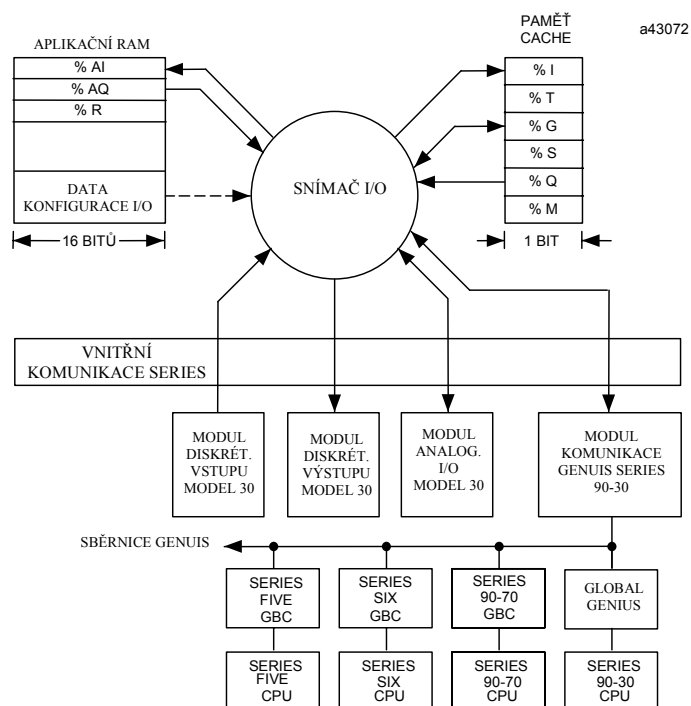 a43072
APLIKAČNÍ RAM
% AI
% AQ
% R
DATA
KONFIGURACE I/O
16 BITŮ
SNÍMAČ I/O
PAMĚŤ
CACHE
% I
% T
% G
% S
% Q
% M
1 BIT
VNITŘNÍ
KOMUNIKACE SERIES
MODUL
DISKRÉT.
VSTUPU
MODEL 30
MODUL
DISKRÉT.
VÝSTUPU
MODEL 30
MODUL
ANALOG.
I/O
MODEL 30
MODUL
KOMUNIKACE
GENUIS SERIES
90-30
SBĚRNICE GENUIS
SERIES
FIVE
GBC
SERIES
SIX
GBC
SERIES
90-70
GBC
GLOBAL
GENIUS
SERIES
FIVE
CPU
SERIES
SIX
CPU
SERIES
90-70
CPU
SERIES
90-30
CPU